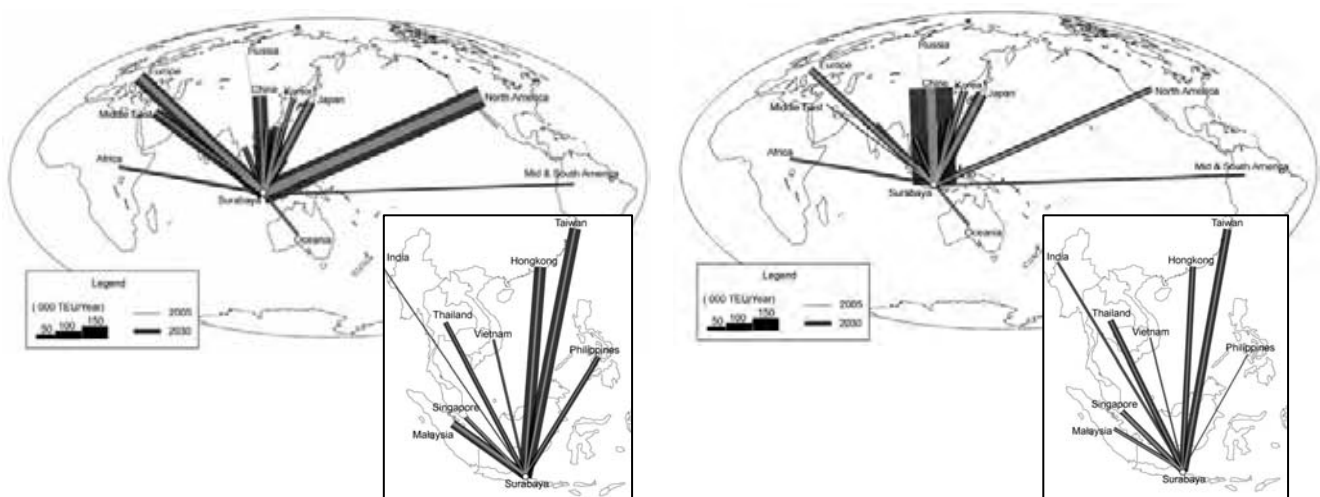 Russia
Europe
China
Korea
Japan
North America
Middle East
Africa
Mid & South America
Surabaya
Oceania
Legend
( 000 TEU/Year)
50 100 150
2005
2030
Taiwan
India
Hongkong
Thailand
Vietnam
Philippines
Singapore
Malaysia
Surabaya
Russia
Europe
China
Korea
Japan
North America
Middle East
Africa
Mid & South America
Surabaya
Oceania
Legend
( 000 TEU/Year)
50 100 150
2005
2030
Taiwan
India
Hongkong
Thailand
Vietnam
Philippines
Singapore
Malaysia
Surabaya